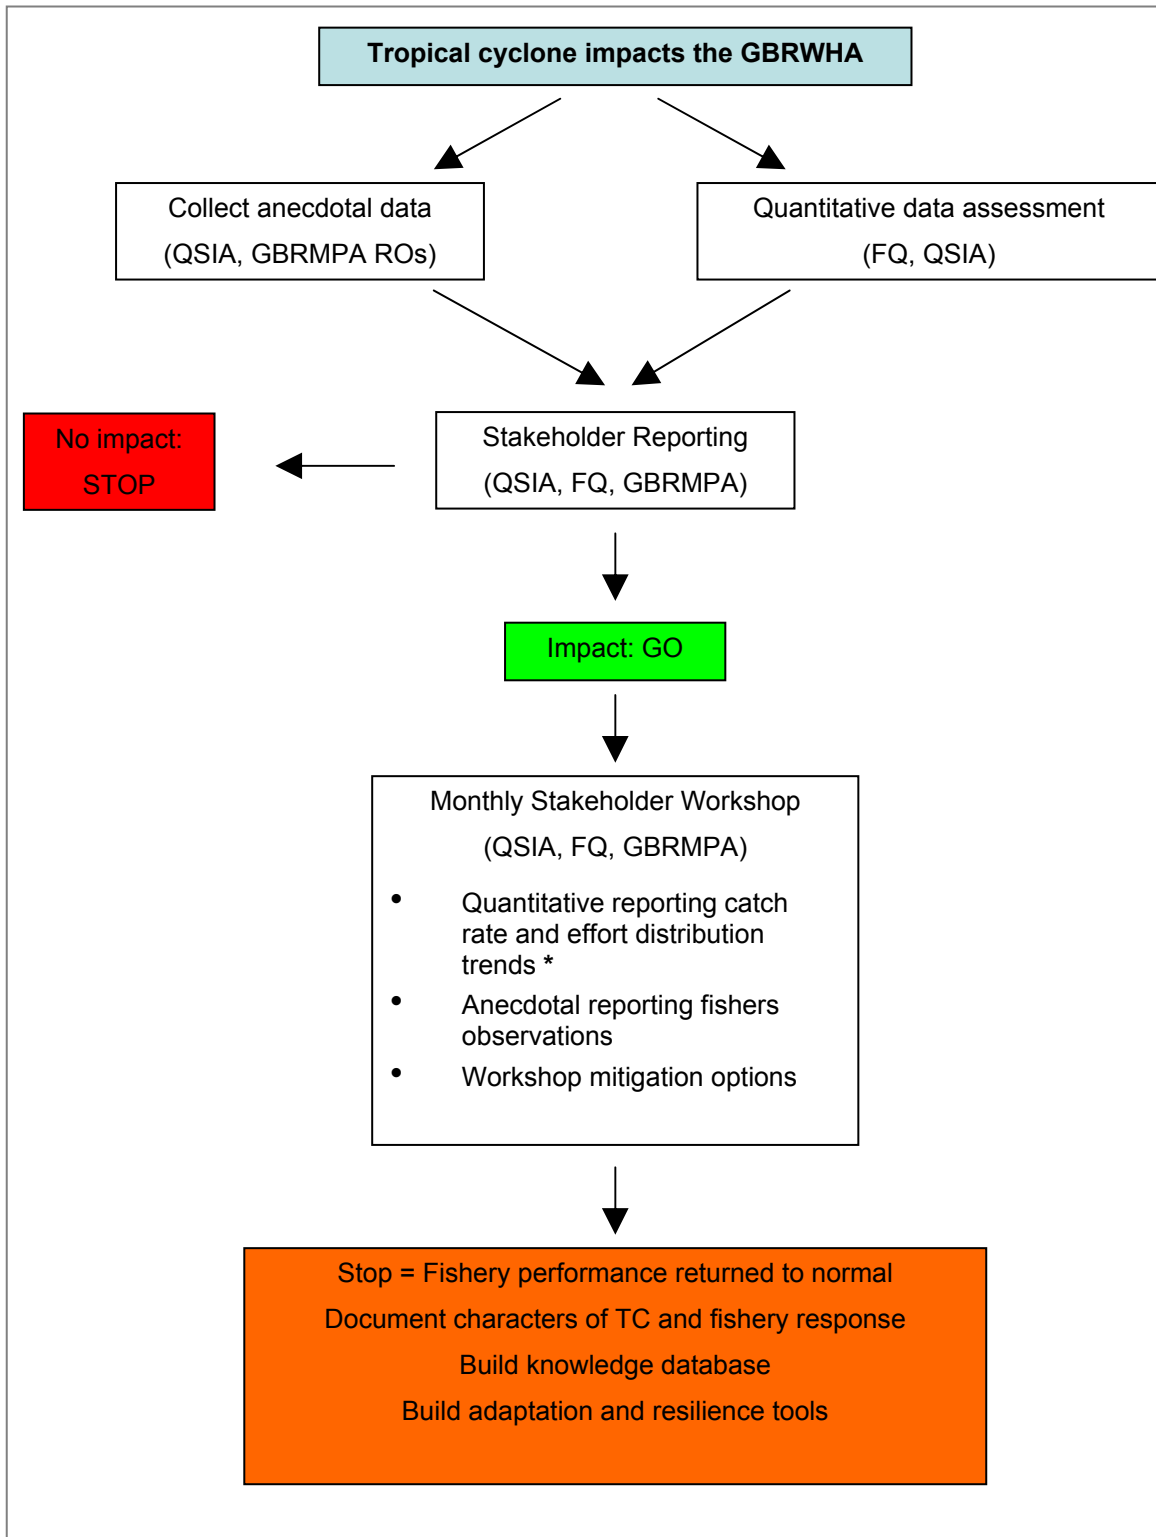 Tropical cyclone impacts the GBRWHA
Collect anecdotal data
(QSIA, GBRMPA ROs)
Quantitative data assessment
(FQ, QSIA)
No impact:
STOP
Stakeholder Reporting
(QSIA, FQ, GBRMPA)
Impact: GO
Monthly Stakeholder Workshop
(QSIA, FQ, GBRMPA)
• Quantitative reporting catch
rate and effort distribution
trends *
• Anecdotal reporting fishers
observations
• Workshop mitigation options
Stop = Fishery performance returned to normal
Document characters of TC and fishery response
Build knowledge database
Build adaptation and resilience tools